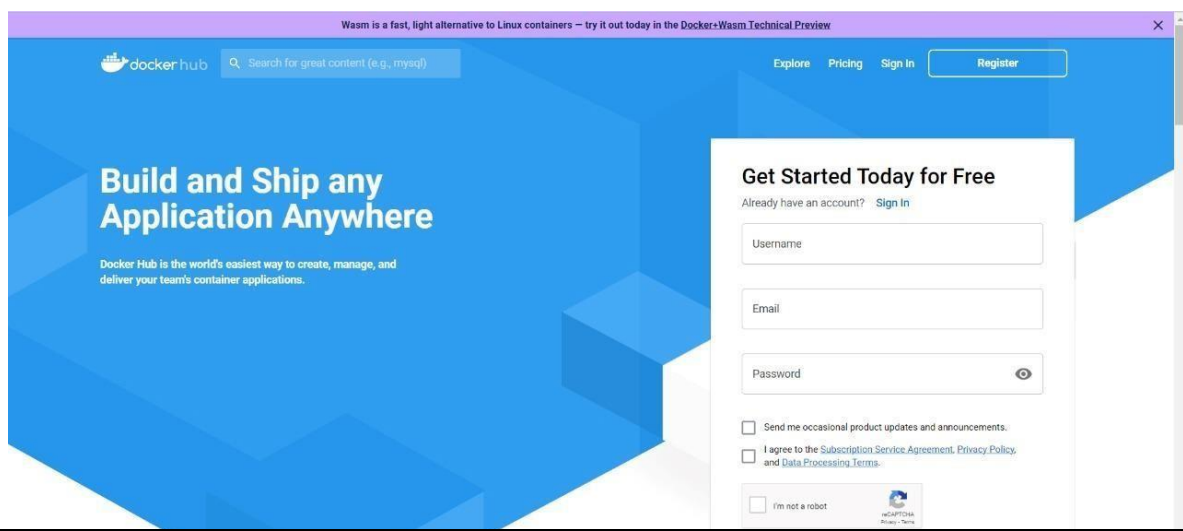 Wasm is a fast, light alternative to Linux containers — try it out today in the Docker+Wasm Technical Preview
dockerhub
Search for great content (e.g., mysql)
Explore
Pricing
Sign In
Register
Build and Ship any
Application Anywhere
Docker Hub is the world's easiest way to create, manage, and
deliver your team's container applications.
Get Started Today for Free
Already have an account? Sign In
Username
Email
Password
Send me occasional product updates and announcements.
I agree to the Subscription Service Agreement, Privacy Policy,
and Data Processing Terms.
I'm not a robot
reCAPTCHA
Privacy - Terms